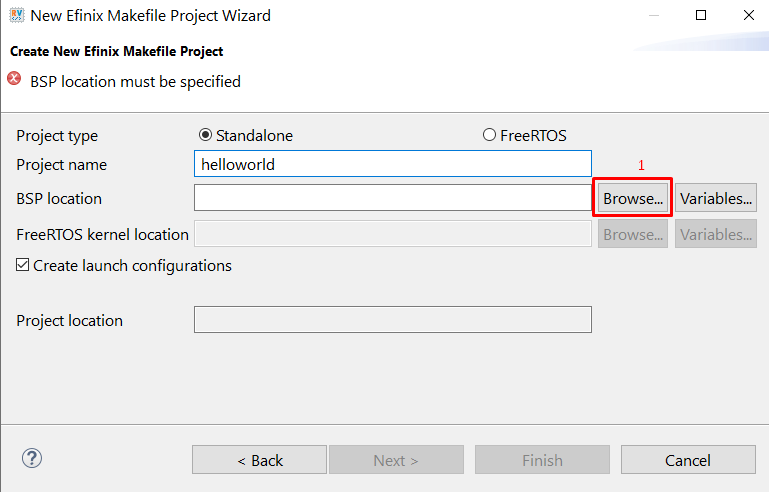 New Efinix Makefile Project Wizard
Create New Efinix Makefile Project
BSP location must be specified
Project type Standalone FreeRTOS
Project name helloworld 1
BSP location Browse... Variables...
FreeRTOS kernel location Browse... Variables...
Create launch configurations
Project location
? < Back Next > Finish Cancel